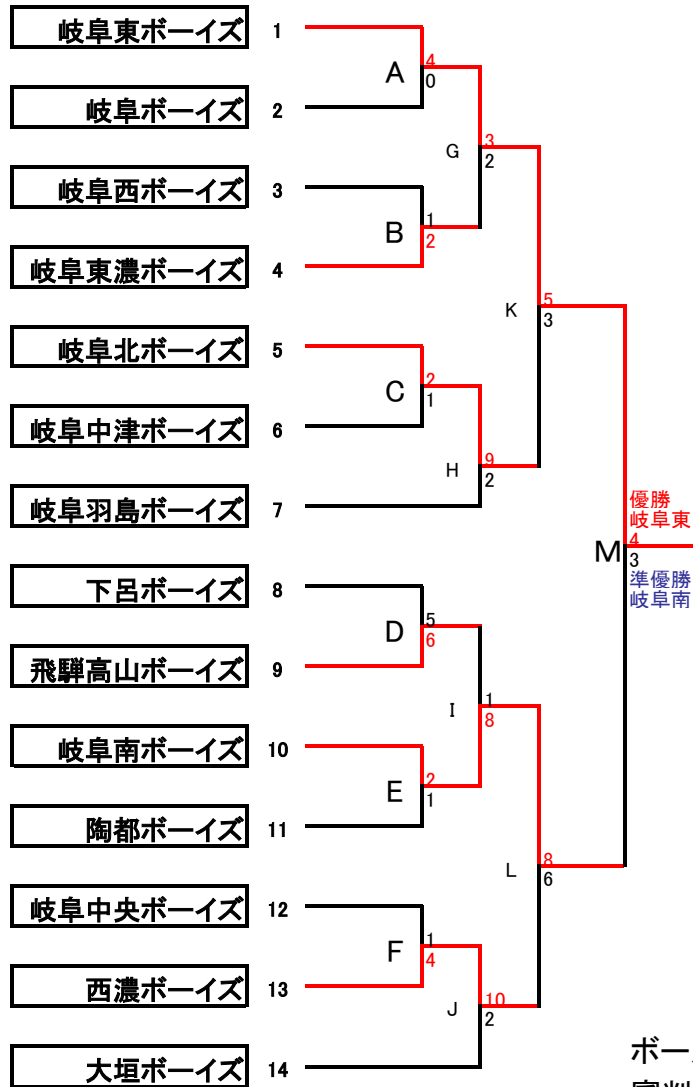 岐阜東ボーイズ 1
4
A 0
岐阜ボーイズ 2
3
G 2
岐阜西ボーイズ 3
1
B 2
岐阜東濃ボーイズ 4
5
K 3
岐阜北ボーイズ 5
2
C 1
岐阜中津ボーイズ 6
9
H 2
岐阜羽島ボーイズ 7
優勝
岐阜東
4
M 3
準優勝
岐阜南
下呂ボーイズ 8
5
D 6
飛騨高山ボーイズ 9
1
I 8
岐阜南ボーイズ 10
2
E 1
陶都ボーイズ 11
8
L 6
岐阜中央ボーイズ 12
1
F 4
西濃ボーイズ 13
10
J 2
大垣ボーイズ 14
ボー